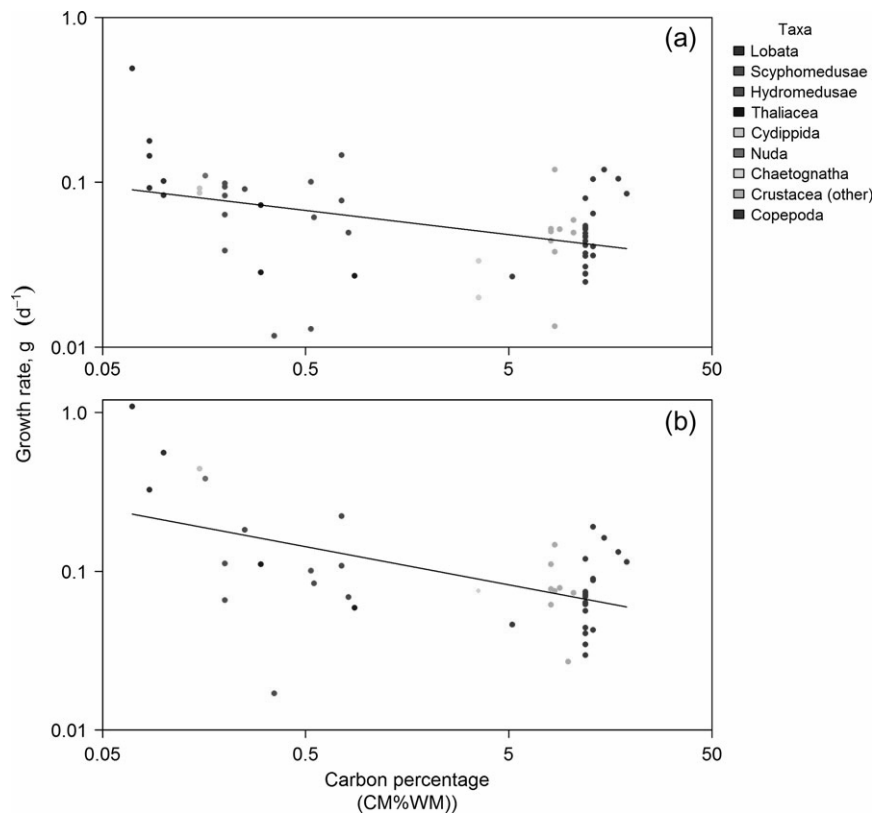 1.0
(a)
0.1
0.01
0.05
0.5
5
50
Taxa
Lobata
Scyphomedusae
Hydromedusae
Thaliacea
Cydippida
Nuda
Chaetognatha
Crustacea (other)
Copepoda
Growth rate, g (d⁻¹)
1.0
(b)
0.1
0.01
0.05
0.5
5
50
Carbon percentage
(CM%WM))